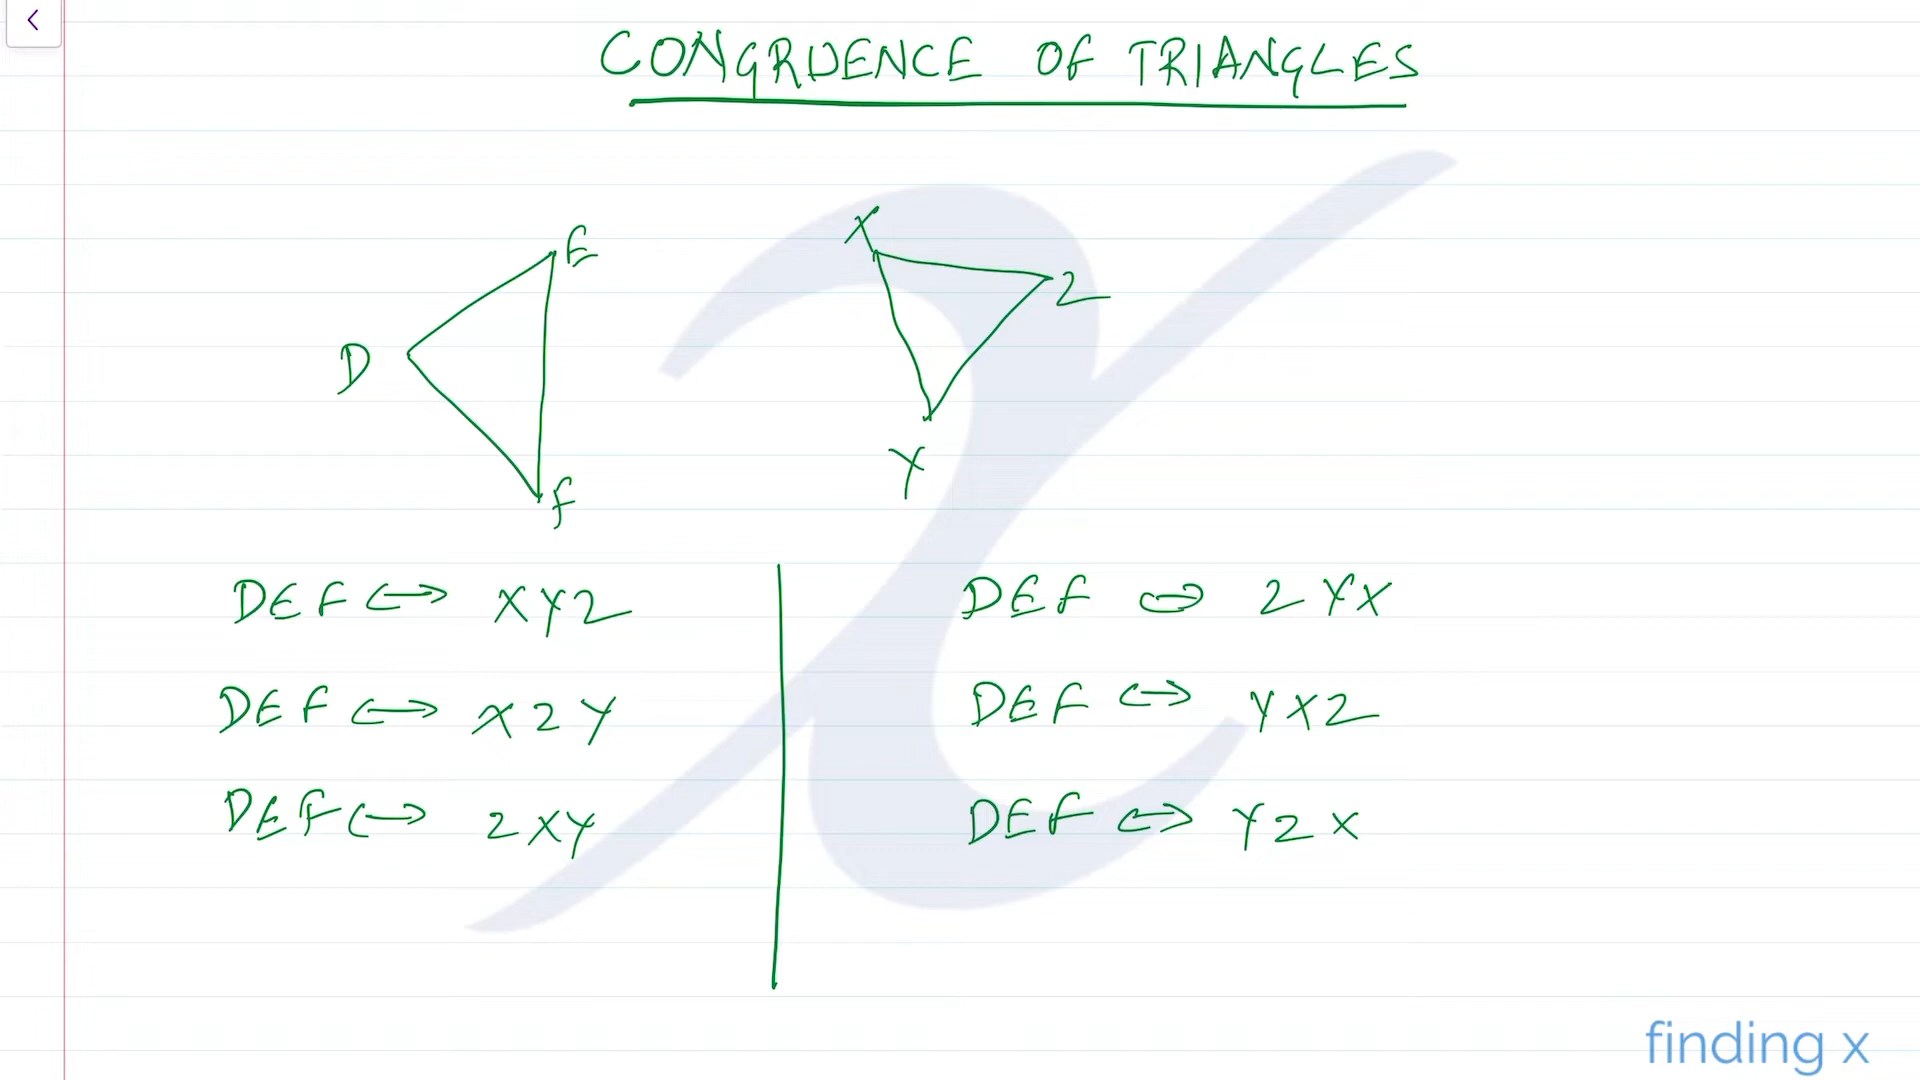 CONGRUENCE OF TRIANGLES
E
X
Z
D
Y
F
DEF ↔ XYZ
DEF ↔ XZY
DEF ↔ ZXY
DEF ↔ ZYX
DEF ↔ YXZ
DEF ↔ YZX
finding x